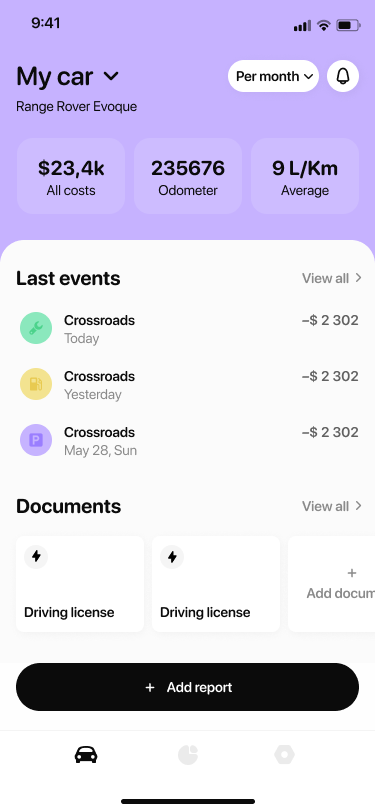 9:41
My car
Per month
Range Rover Evoque
$23,4k
All costs
235676
Odometer
9 L/Km
Average
Last events
View all
Crossroads
–$ 2 302
Today
Crossroads
–$ 2 302
Yesterday
P
Crossroads
–$ 2 302
May 28, Sun
Documents
View all
Driving license
Driving license
+
Add docum
+ Add report